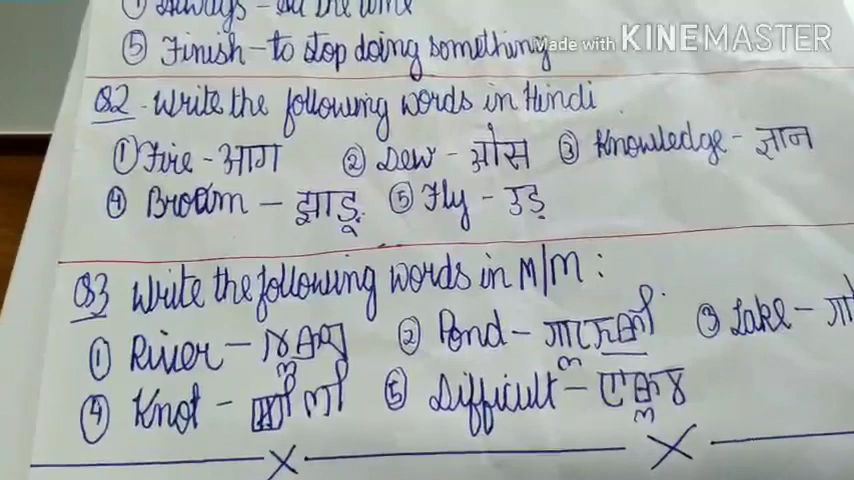 ① Always - all the time
⑤ Finish - to stop doing something
Made with KINEMASTER
Q2 - Write the following words in Hindi
① Fire - आग ② Dew - ओस ③ Knowledge - ज्ञान
④ Broom - झाड़ू ⑤ Fly - उड़
Q3 Write the following words in M/M :
① River - ② Pond - ③ Lake -
④ Knot - ⑤ Difficult -